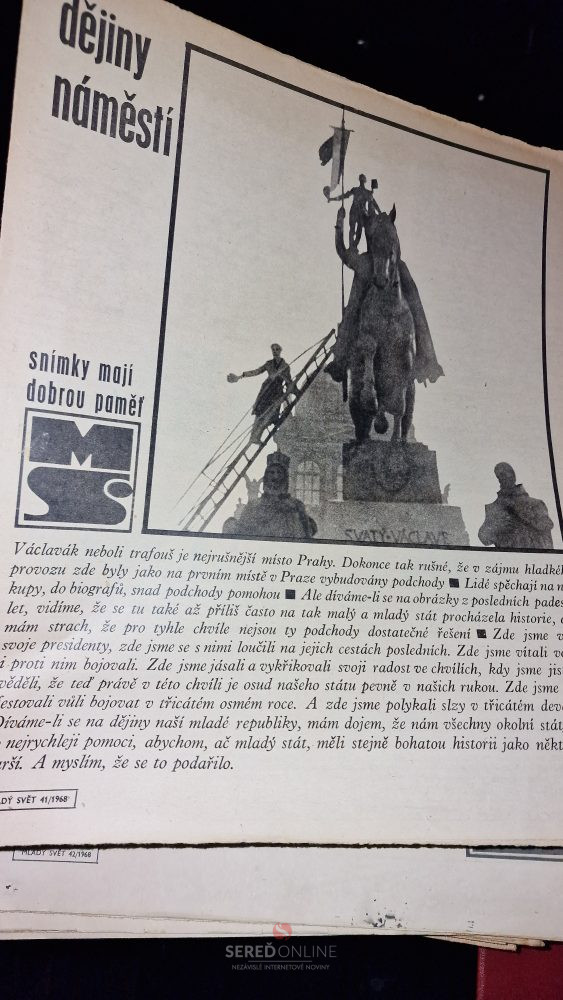 dějiny
náměstí
snímky mají
dobrou paměť
MS
SVATÝ VÁCLAVE
Václavák neboli trafouš je nejrušnější místo Prahy. Dokonce tak rušné, že v zájmu hladkéh
provozu zde byly jako na prvním místě v Praze vybudovány podchody ■ Lidé spěchají na n
kupy, do biografů, snad podchody pomohou ■ Ale díváme-li se na obrázky z posledních pades
let, vidíme, že se tu také až příliš často na tak malý a mladý stát procházela historie,
mám strach, že pro tyhle chvíle nejsou ty podchody dostatečné řešení ■ Zde jsme v
svoje presidenty, zde jsme se s nimi loučili na jejich cestách posledních. Zde jsme vítali
i proti nim bojovali. Zde jsme jásali a vykřikovali svoji radost ve chvílích, kdy jsme jis
věděli, že teď právě v této chvíli je osud našeho státu pevně v našich rukou. Zde jsme
estovali vůli bojovat v třicátém osmém roce. A zde jsme polykali slzy v třicátém dev
Díváme-li se na dějiny naší mladé republiky, mám dojem, že nám všechny okolní stát
nejrychleji pomoci, abychom, ač mladý stát, měli stejně bohatou historii jako někt
arší. A myslím, že se to podařilo.
DÝ SVĚT 41/1968
MLADÝ SVĚT 42/1968
SEREĎONLINE
NEZÁVISLÉ INTERNETOVÉ NOVINY